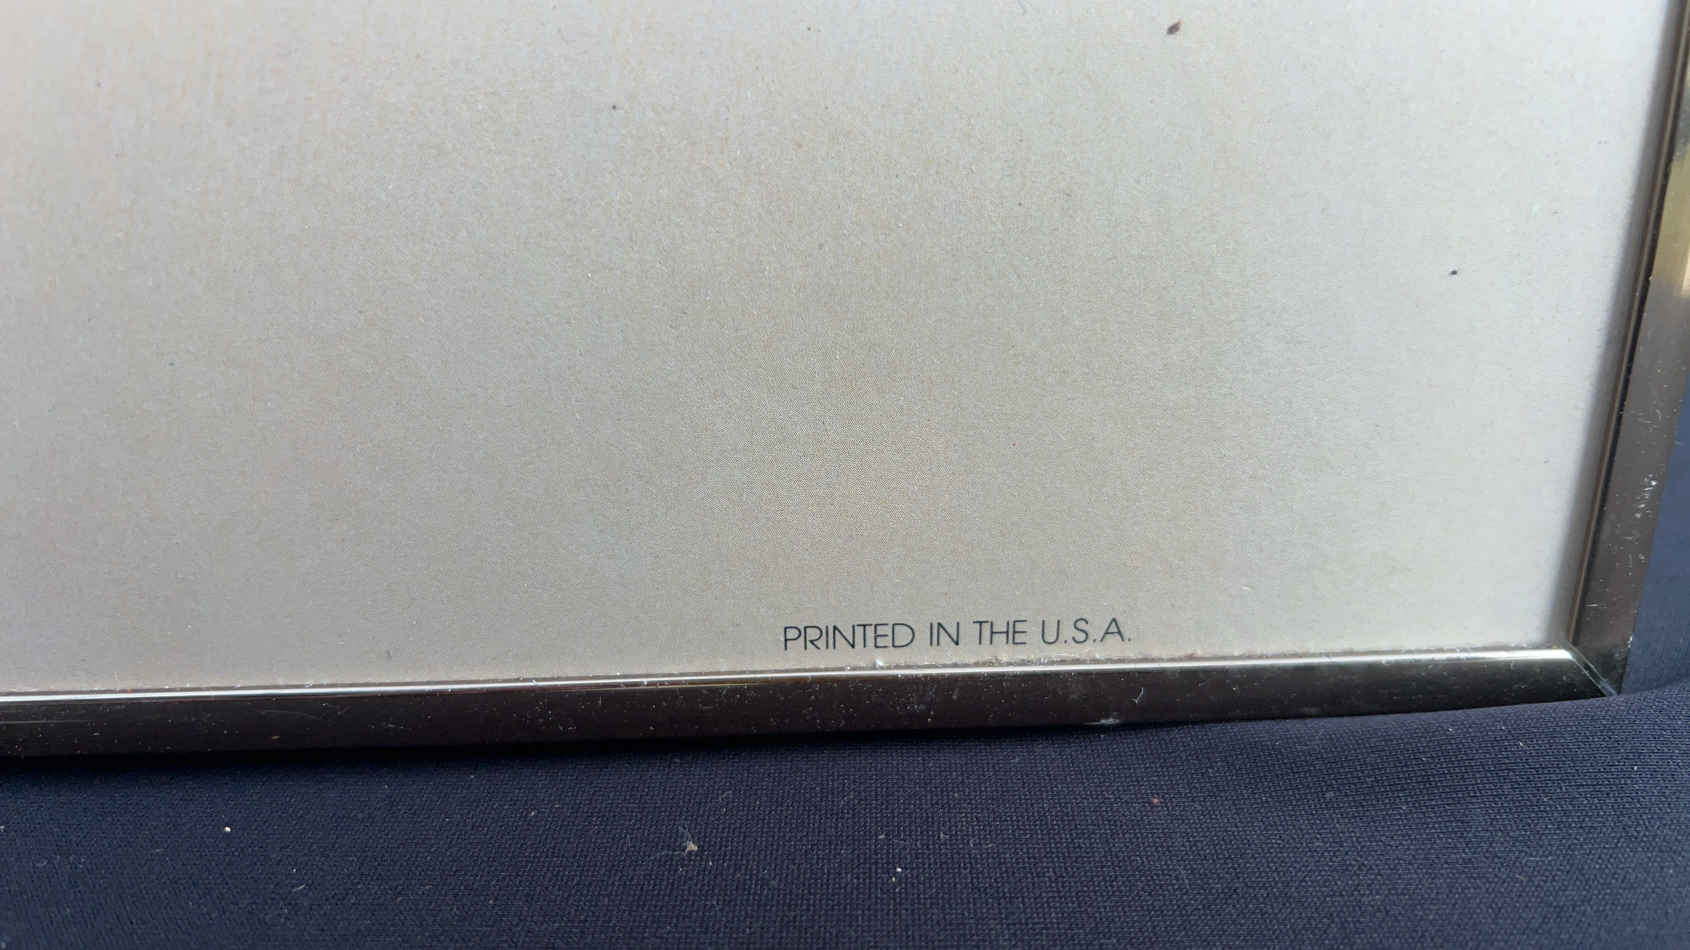 PRINTED IN THE U.S.A.